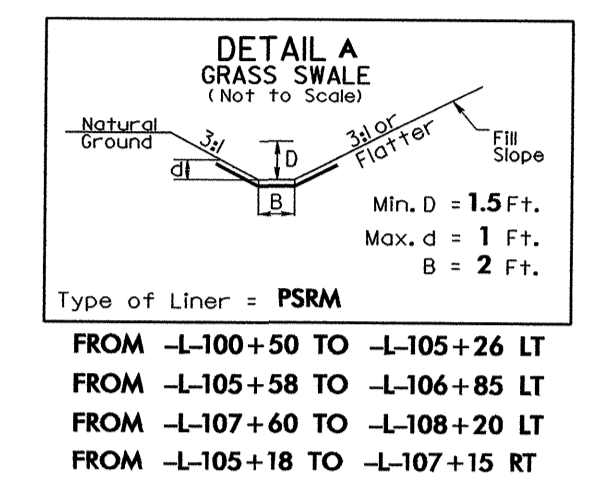 DETAIL A
GRASS SWALE
(Not to Scale)
Natural
Ground
3:1
3:1 or
Flatter
Fill
Slope
d
D
B
Min. D = 1.5 Ft.
Max. d = 1 Ft.
B = 2 Ft.
Type of Liner = PSRM
FROM -L-100+50 TO -L-105+26 LT
FROM -L-105+58 TO -L-106+85 LT
FROM -L-107+60 TO -L-108+20 LT
FROM -L-105+18 TO -L-107+15 RT